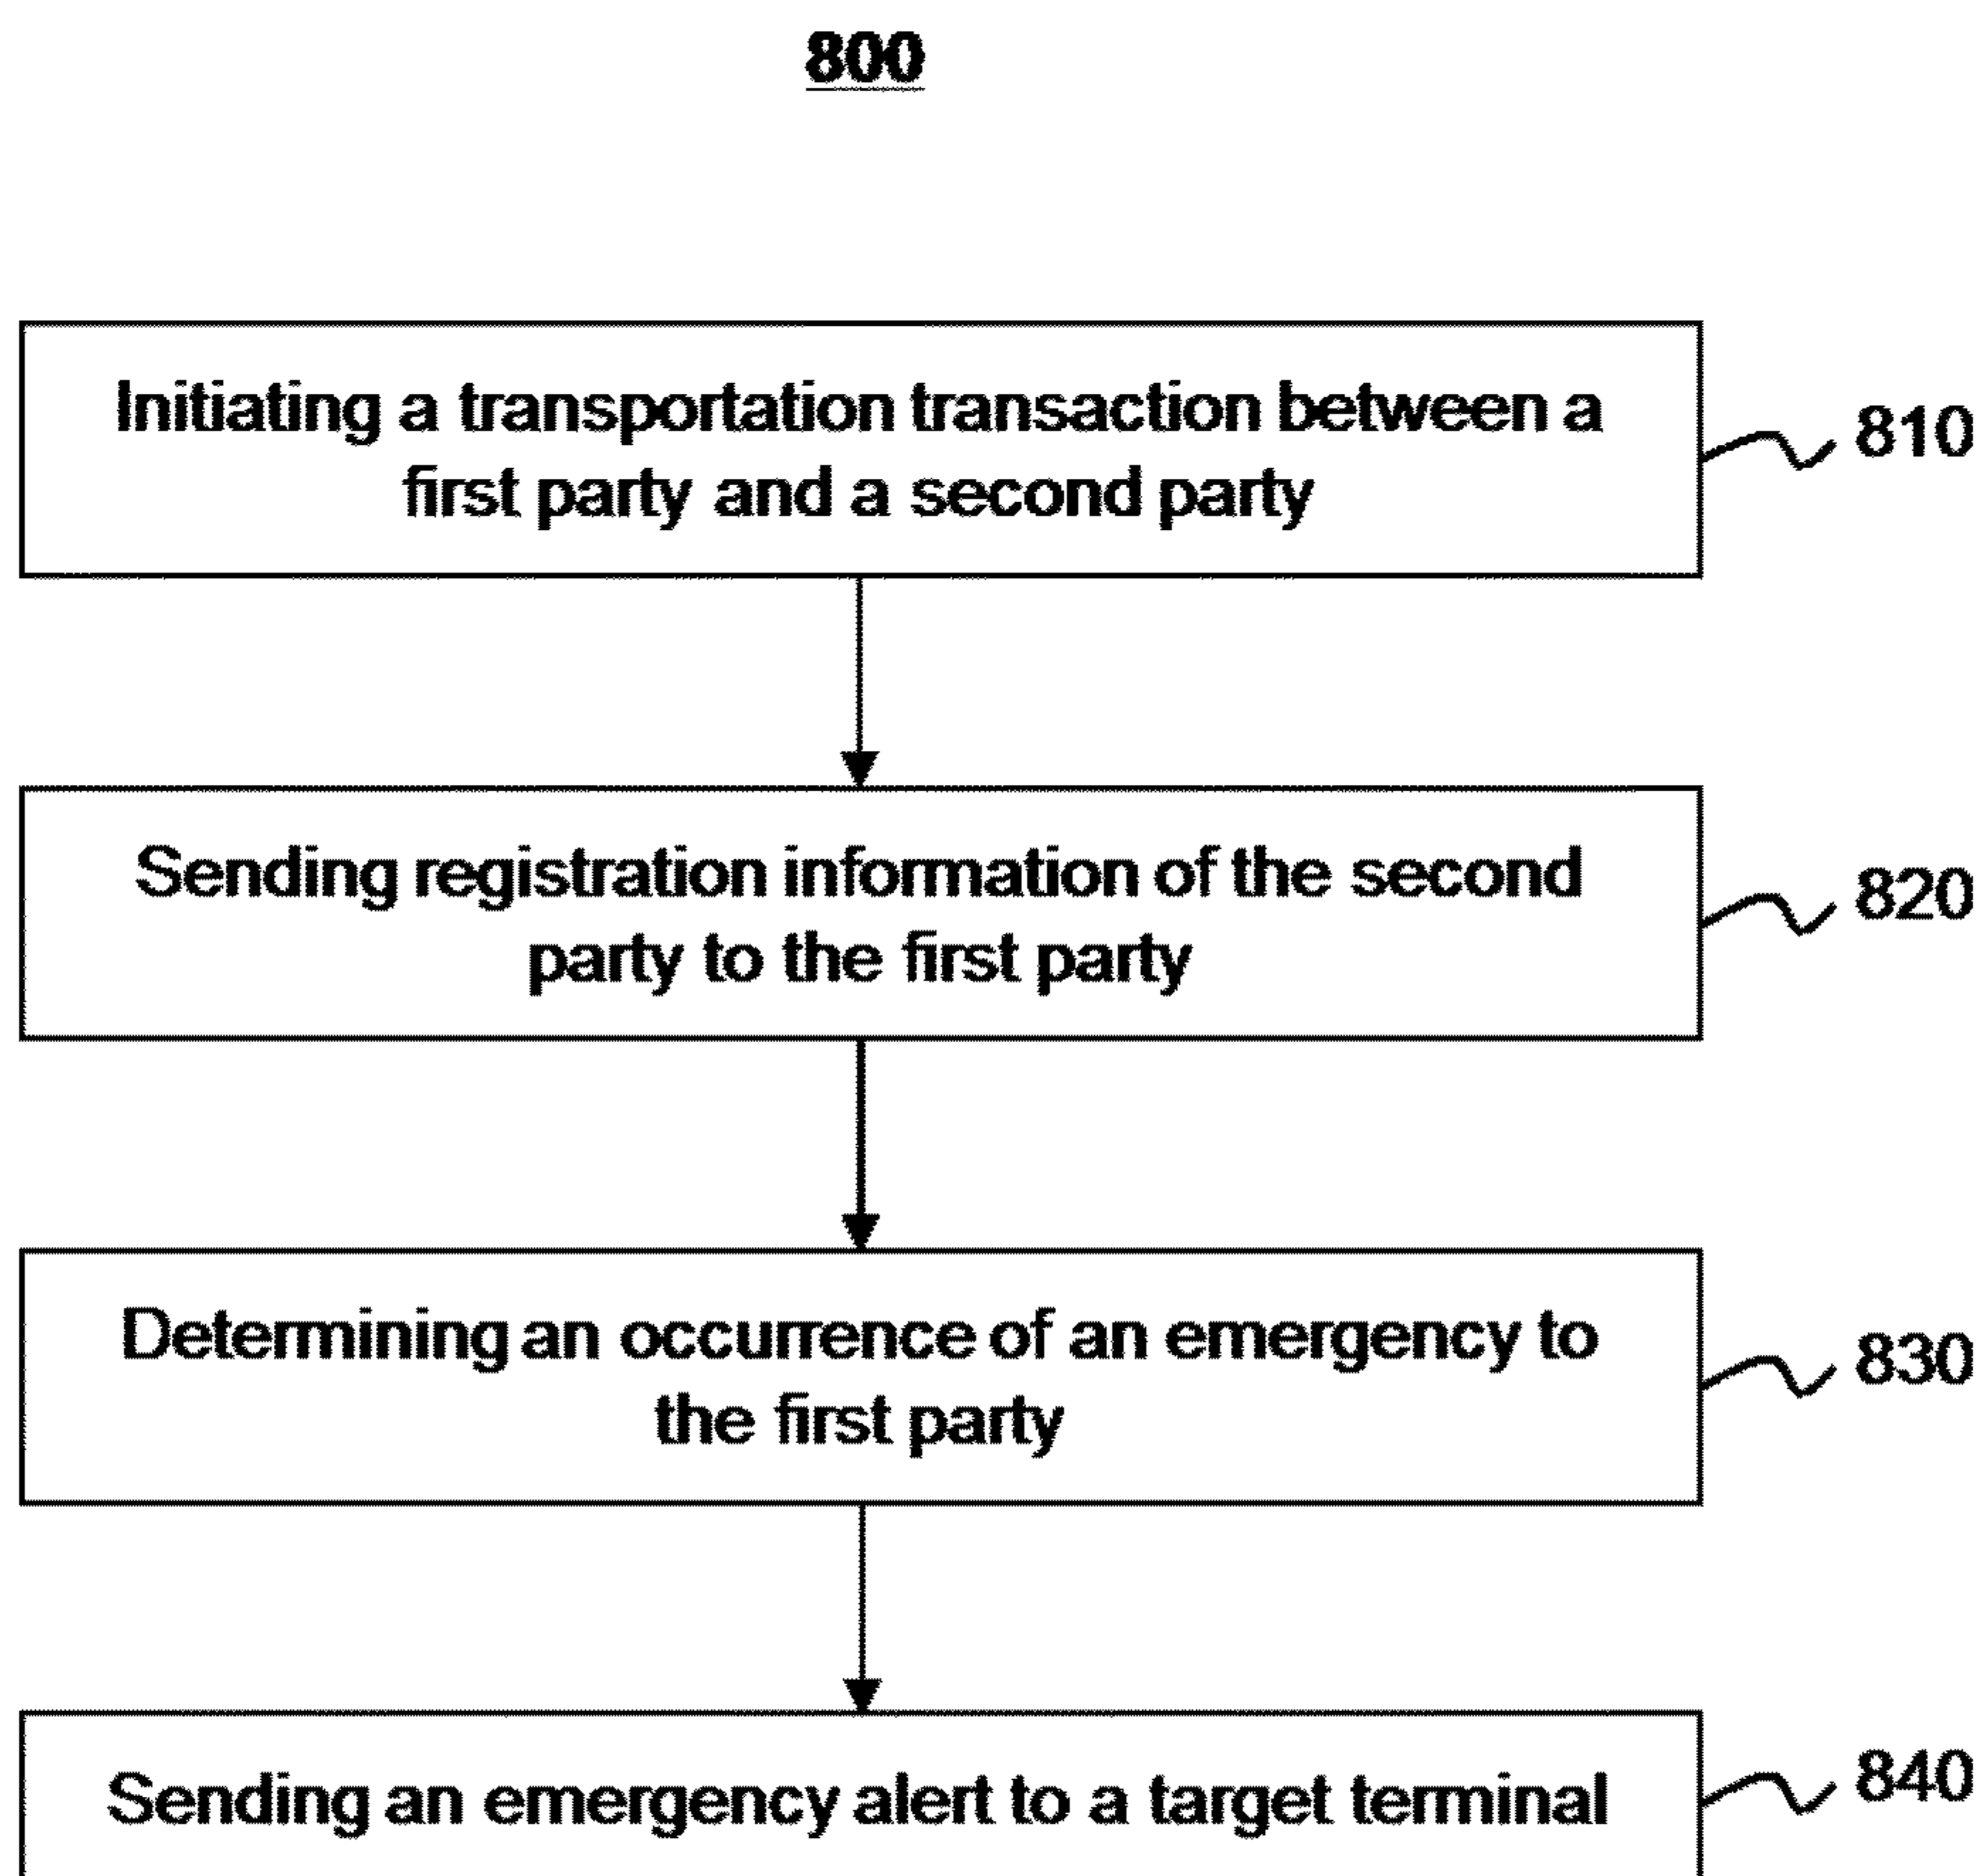 800
Initiating a transportation transaction between a
first party and a second party
810
Sending registration information of the second
party to the first party
820
Determining an occurrence of an emergency to
the first party
830
Sending an emergency alert to a target terminal
840